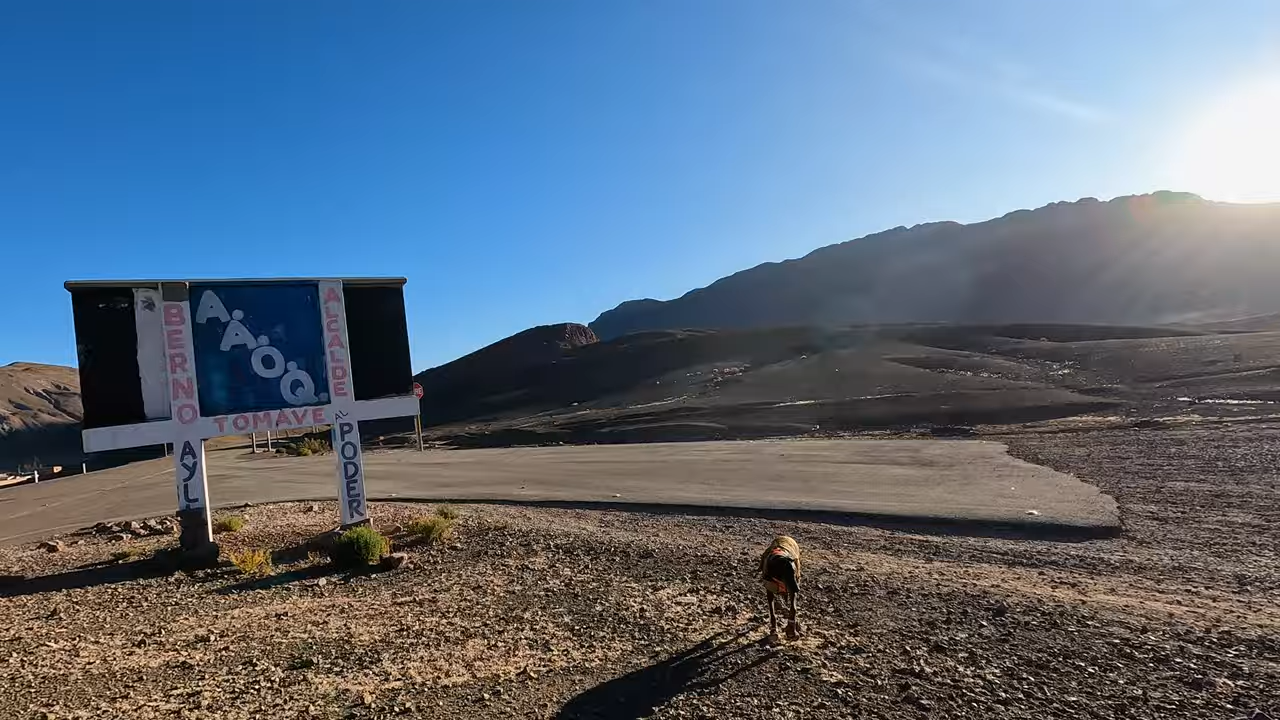 BERNO AYL
A.A.O.Q.
ALCALDE
AL PODER
TOMAVE